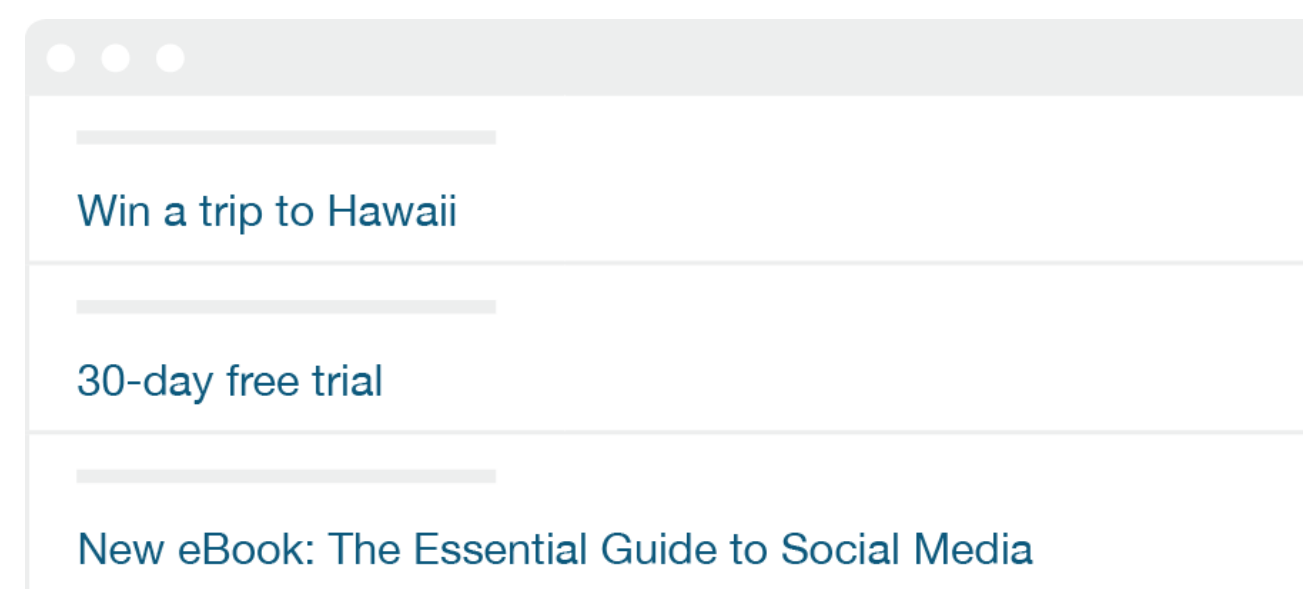 Win a trip to Hawaii
30-day free trial
New eBook: The Essential Guide to Social Media